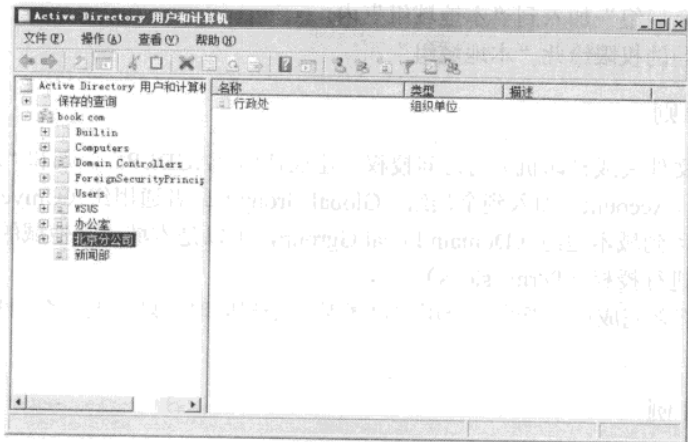 Active Directory 用户和计算机
文件(F) 操作(A) 查看(V) 帮助(H)
Active Directory 用户和计算机
保存的查询
book.com
Builtin
Computers
Domain Controllers
ForeignSecurityPrincip
Users
WSUS
办公室
北京分公司
新闻部
名称 类型 描述
行政处 组织单位